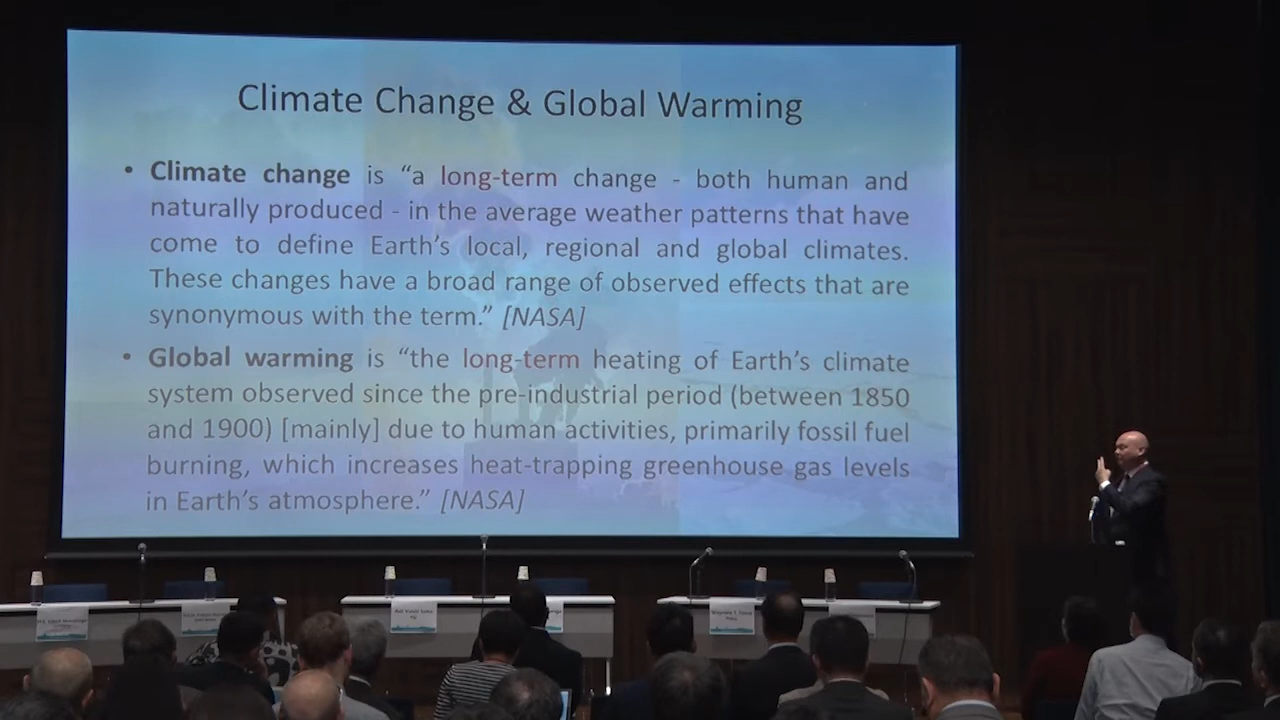 Climate Change & Global Warming
• Climate change is “a long-term change - both human and
naturally produced - in the average weather patterns that have
come to define Earth’s local, regional and global climates.
These changes have a broad range of observed effects that are
synonymous with the term.” [NASA]
• Global warming is “the long-term heating of Earth’s climate
system observed since the pre-industrial period (between 1850
and 1900) [mainly] due to human activities, primarily fossil fuel
burning, which increases heat-trapping greenhouse gas levels
in Earth’s atmosphere.” [NASA]